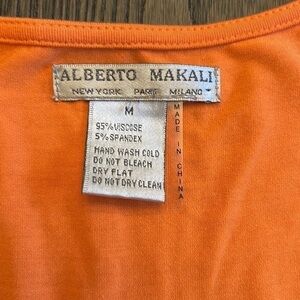 ALBERTO MAKALI
NEW YORK PARIS MILANO
M
95% VISCOSE
5% SPANDEX
HAND WASH COLD
DO NOT BLEACH
DRY FLAT
DO NOT DRY CLEAN
MADE IN CHINA